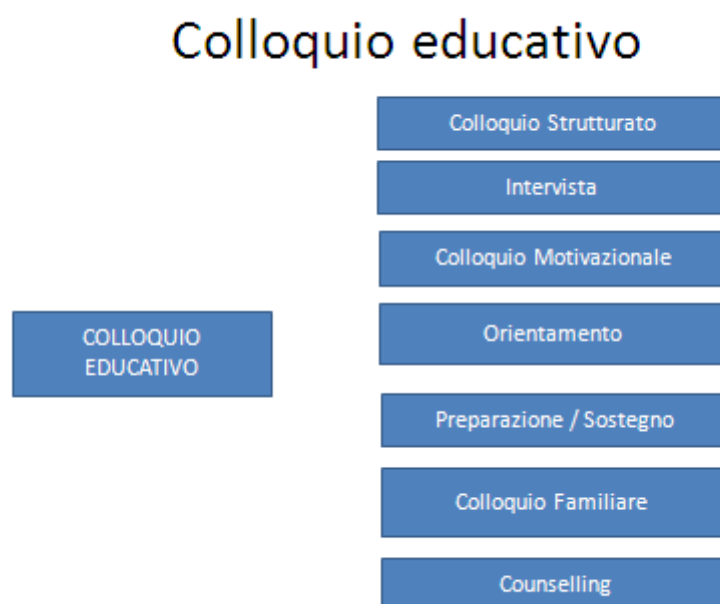 Colloquio educativo
Colloquio Strutturato
Intervista
Colloquio Motivazionale
COLLOQUIO
EDUCATIVO
Orientamento
Preparazione / Sostegno
Colloquio Familiare
Counselling